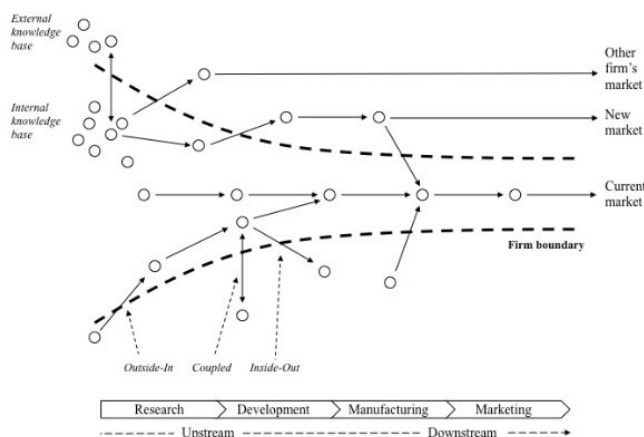 External
knowledge
base
Other
firm's
market
Internal
knowledge
base
New
market
Current
market
Firm boundary
Outside-In
Coupled
Inside-Out
Research
Development
Manufacturing
Marketing
Upstream
Downstream